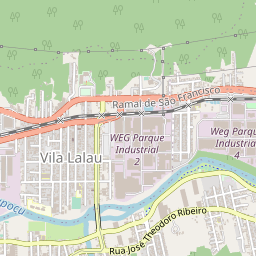 Ramal de São Francisco
WEG Parque
Industrial
2
Weg Parque
Industrial
4
Vila Lalau
Rua José Theodoro Ribeiro